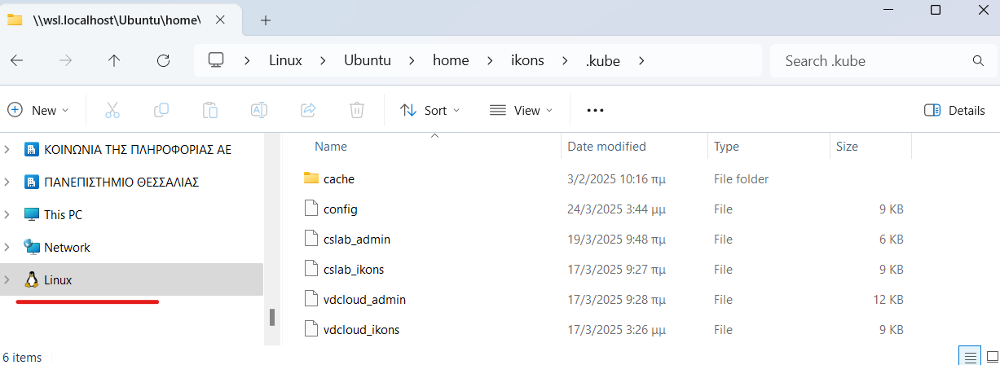 \\wsl.localhost\Ubuntu\home\
Linux > Ubuntu > home > ikons > .kube >
Search .kube
New
Sort
View
Details
ΚΟΙΝΩΝΙΑ ΤΗΣ ΠΛΗΡΟΦΟΡΙΑΣ ΑΕ
ΠΑΝΕΠΙΣΤΗΜΙΟ ΘΕΣΣΑΛΙΑΣ
This PC
Network
Linux
Name Date modified Type Size
cache 3/2/2025 10:16 πμ File folder
config 24/3/2025 3:44 μμ File 9 KB
cslab_admin 19/3/2025 9:48 πμ File 6 KB
cslab_ikons 17/3/2025 9:27 πμ File 9 KB
vdcloud_admin 17/3/2025 9:28 πμ File 12 KB
vdcloud_ikons 17/3/2025 3:26 μμ File 9 KB
6 items